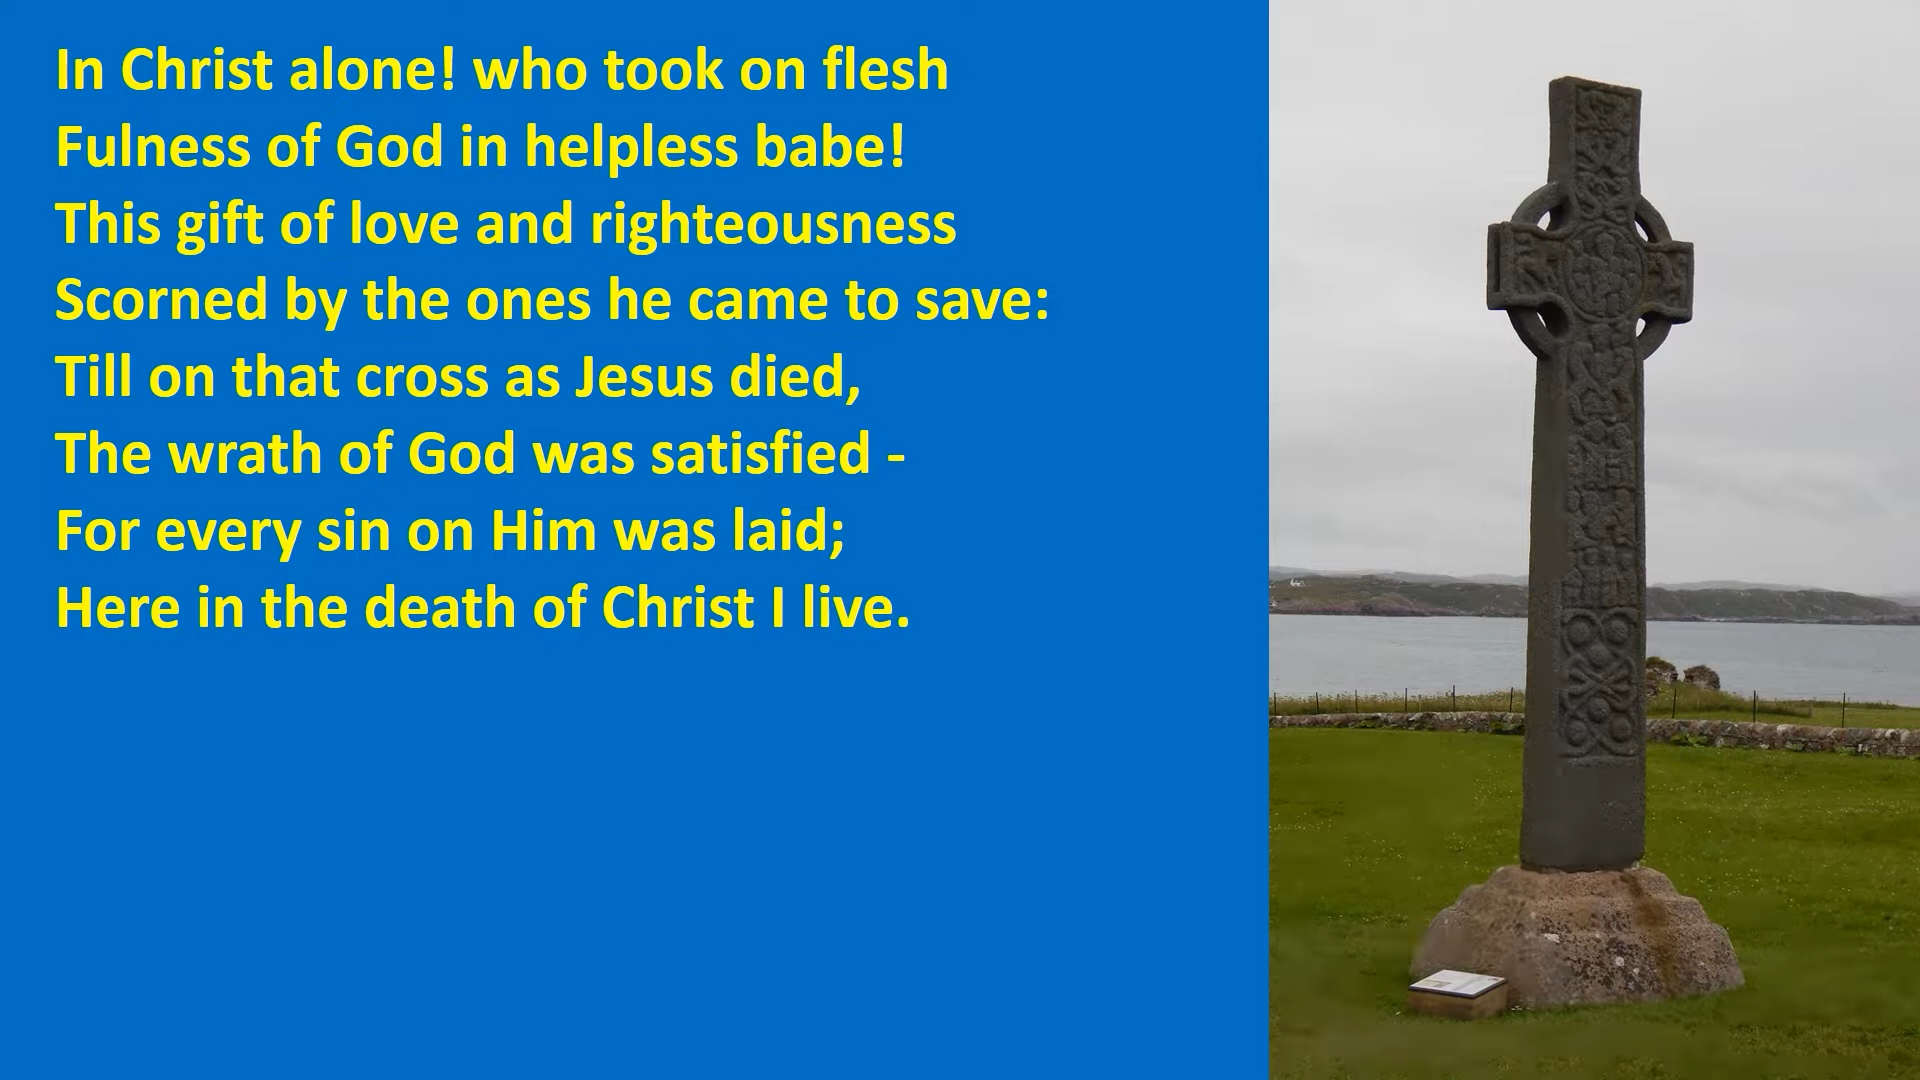 In Christ alone! who took on flesh
Fulness of God in helpless babe!
This gift of love and righteousness
Scorned by the ones he came to save:
Till on that cross as Jesus died,
The wrath of God was satisfied -
For every sin on Him was laid;
Here in the death of Christ I live.